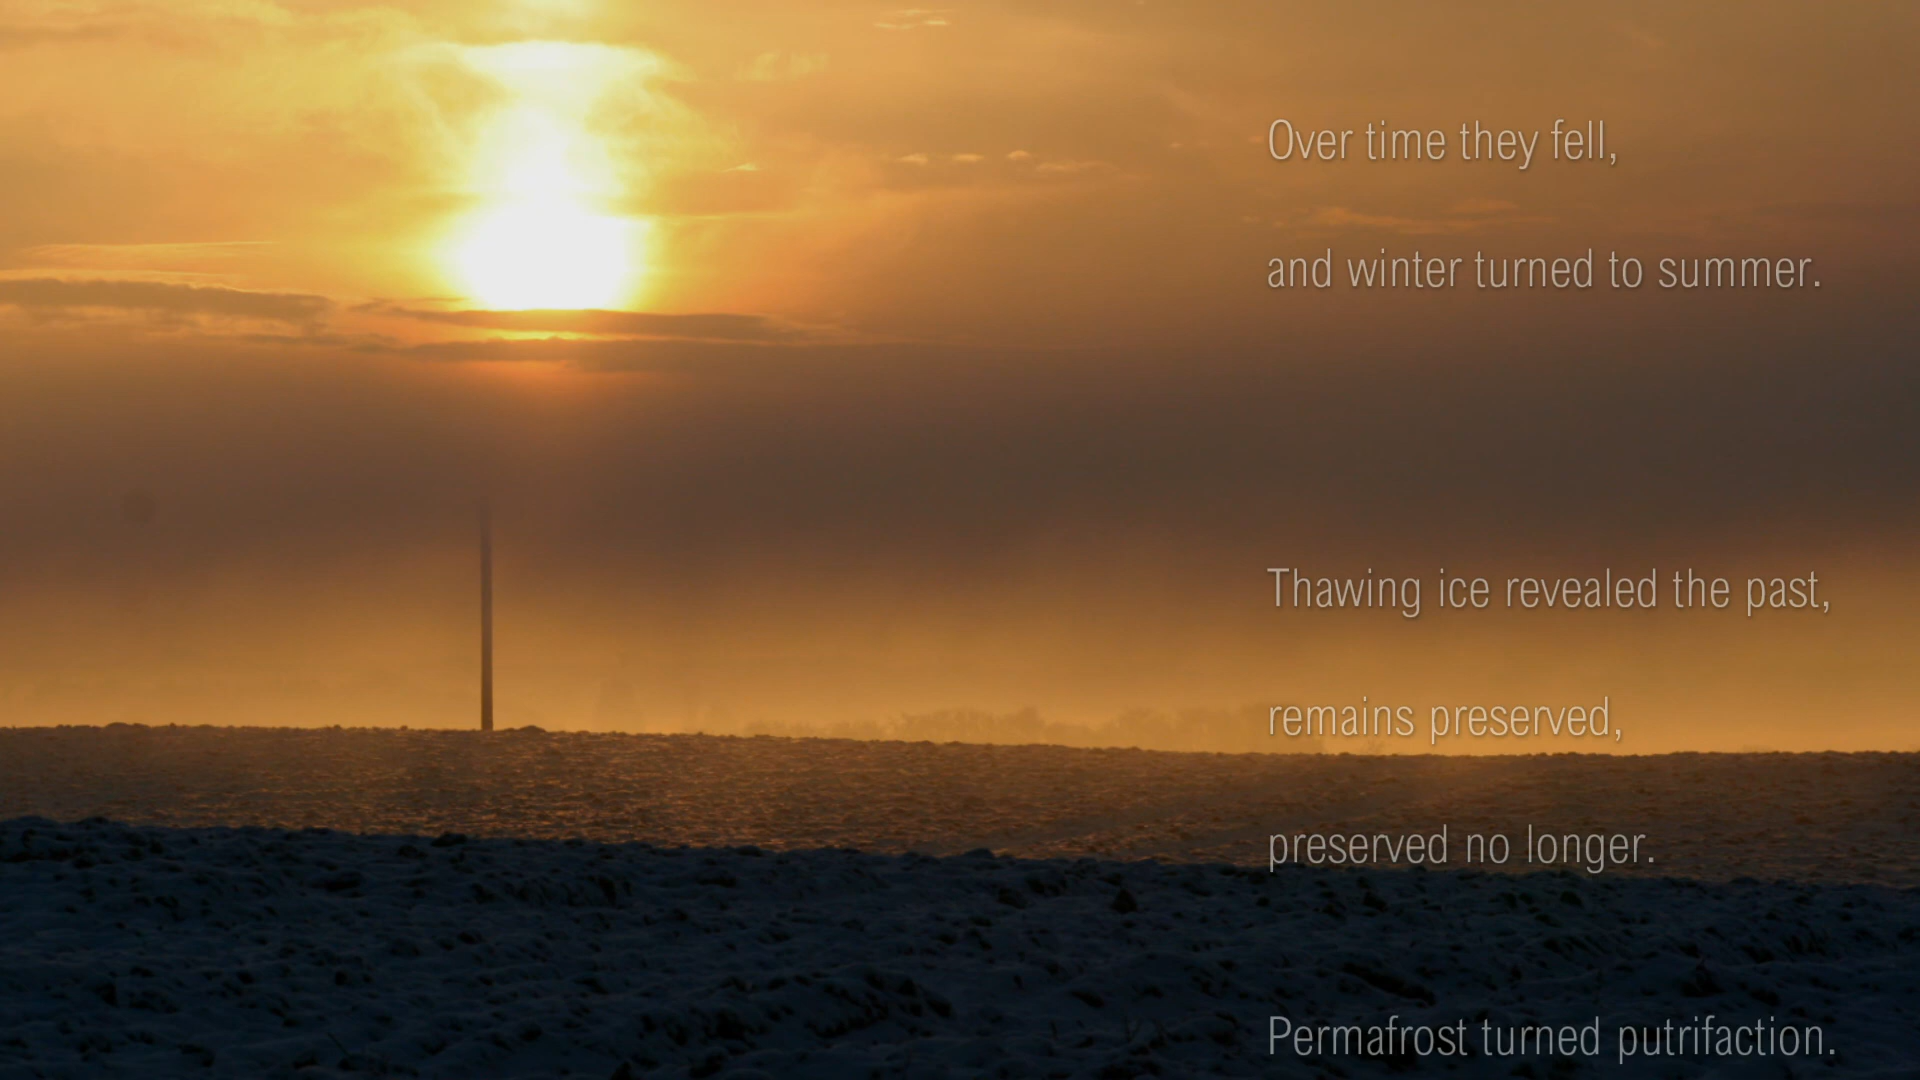 Over time they fell,
and winter turned to summer.
Thawing ice revealed the past,
remains preserved,
preserved no longer.
Permafrost turned putrifaction.